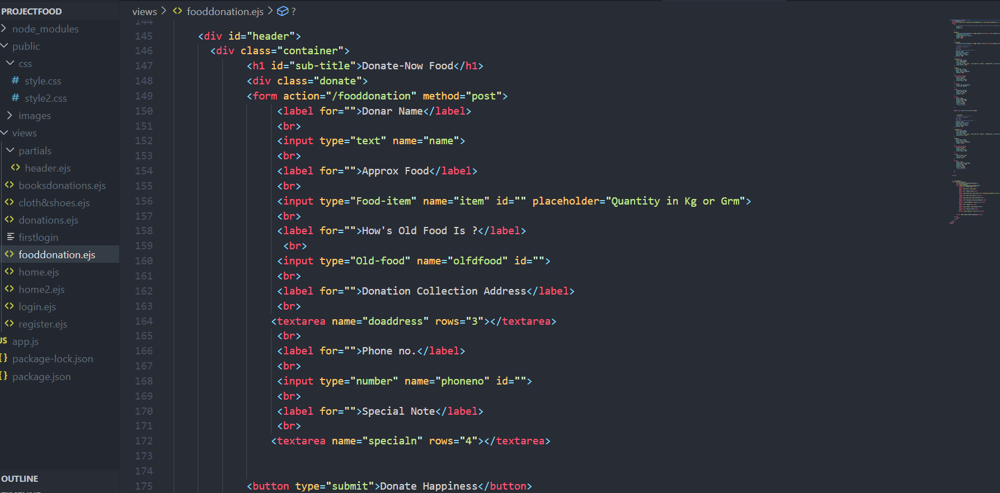 PROJECTFOOD
node_modules
public
css
# style.css
# style2.css
images
views
partials
<> header.ejs
<> booksdonations.ejs
<> cloth&shoes.ejs
<> donations.ejs
firstlogin
<> fooddonation.ejs
<> home.ejs
<> home2.ejs
<> login.ejs
<> register.ejs
JS app.js
{} package-lock.json
{} package.json
OUTLINE
TIMELINE
views > <> fooddonation.ejs > ?
144
145 <div id="header">
146 <div class="container">
147 <h1 id="sub-title">Donate-Now Food</h1>
148 <div class="donate">
149 <form action="/fooddonation" method="post">
150 <label for="">Donar Name</label>
151 <br>
152 <input type="text" name="name">
153 <br>
154 <label for="">Approx Food</label>
155 <br>
156 <input type="Food-item" name="item" id="" placeholder="Quantity in Kg or Grm">
157 <br>
158 <label for="">How's Old Food Is ?</label>
159 <br>
160 <input type="Old-food" name="olfdfood" id="">
161 <br>
162 <label for="">Donation Collection Address</label>
163 <br>
164 <textarea name="doaddress" rows="3"></textarea>
165 <br>
166 <label for="">Phone no.</label>
167 <br>
168 <input type="number" name="phoneno" id="">
169 <br>
170 <label for="">Special Note</label>
171 <br>
172 <textarea name="specialn" rows="4"></textarea>
173
174
175 <button type="submit">Donate Happiness</button>